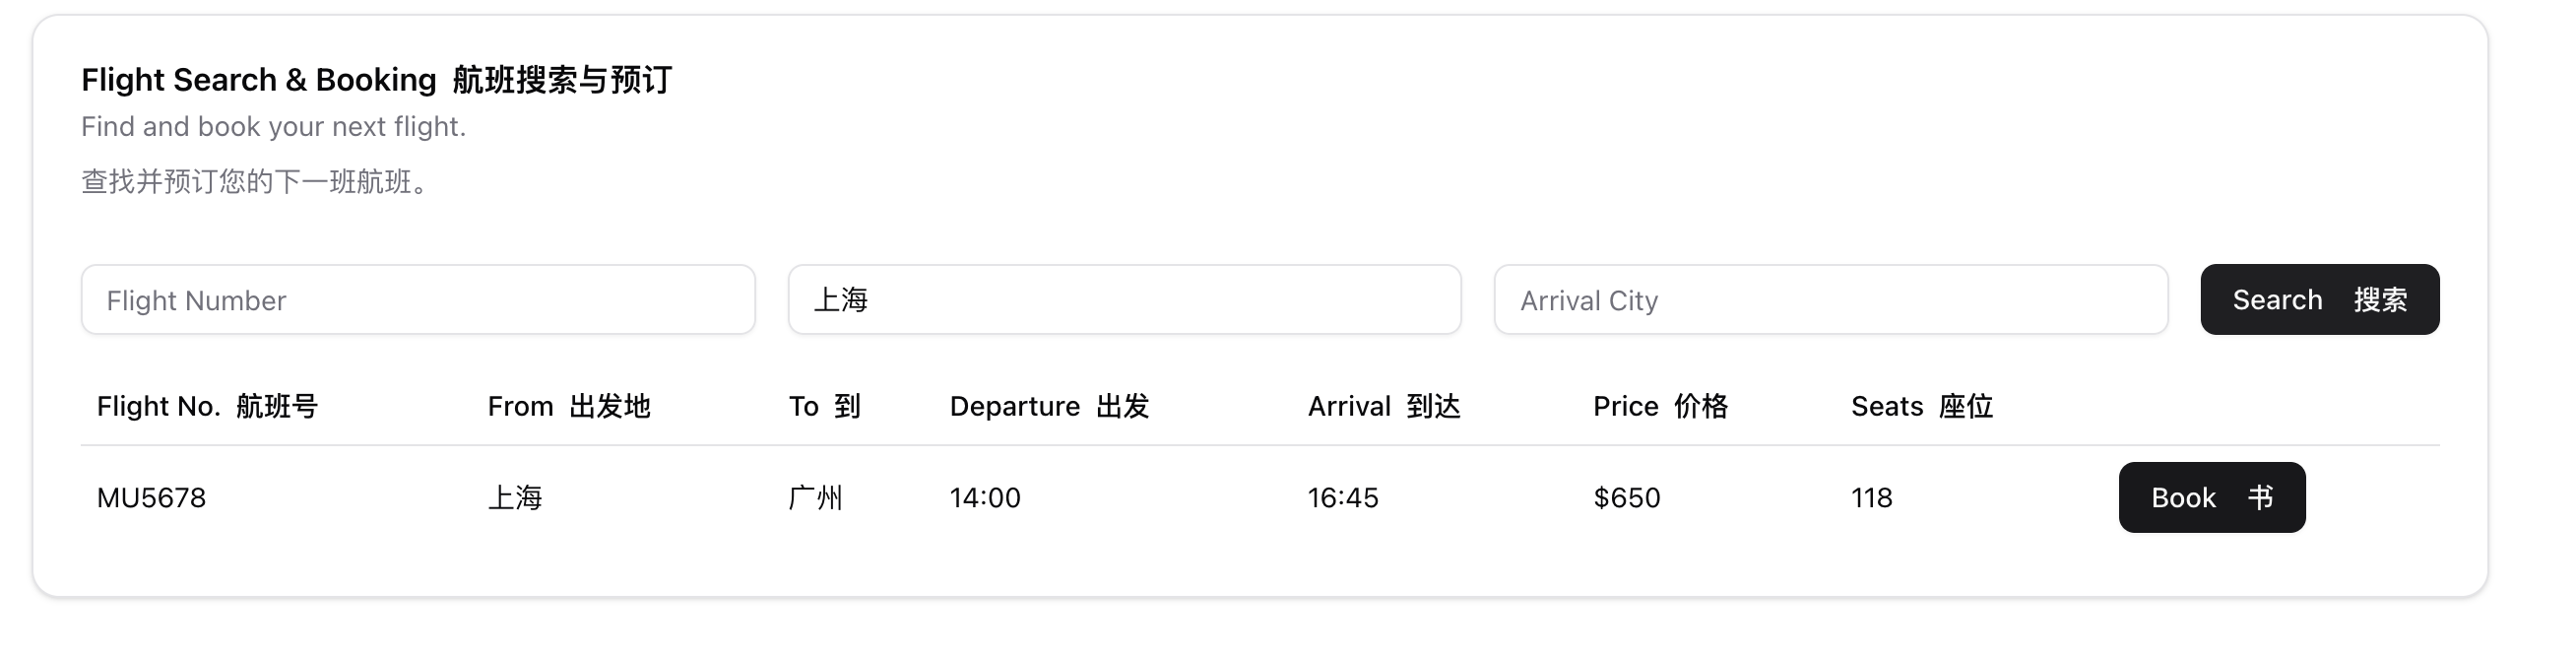 Flight Search & Booking 航班搜索与预订
Find and book your next flight.
查找并预订您的下一班航班。
Flight Number 上海 Arrival City Search 搜索
Flight No. 航班号 From 出发地 To 到 Departure 出发 Arrival 到达 Price 价格 Seats 座位
MU5678 上海 广州 14:00 16:45 $650 118 Book 书